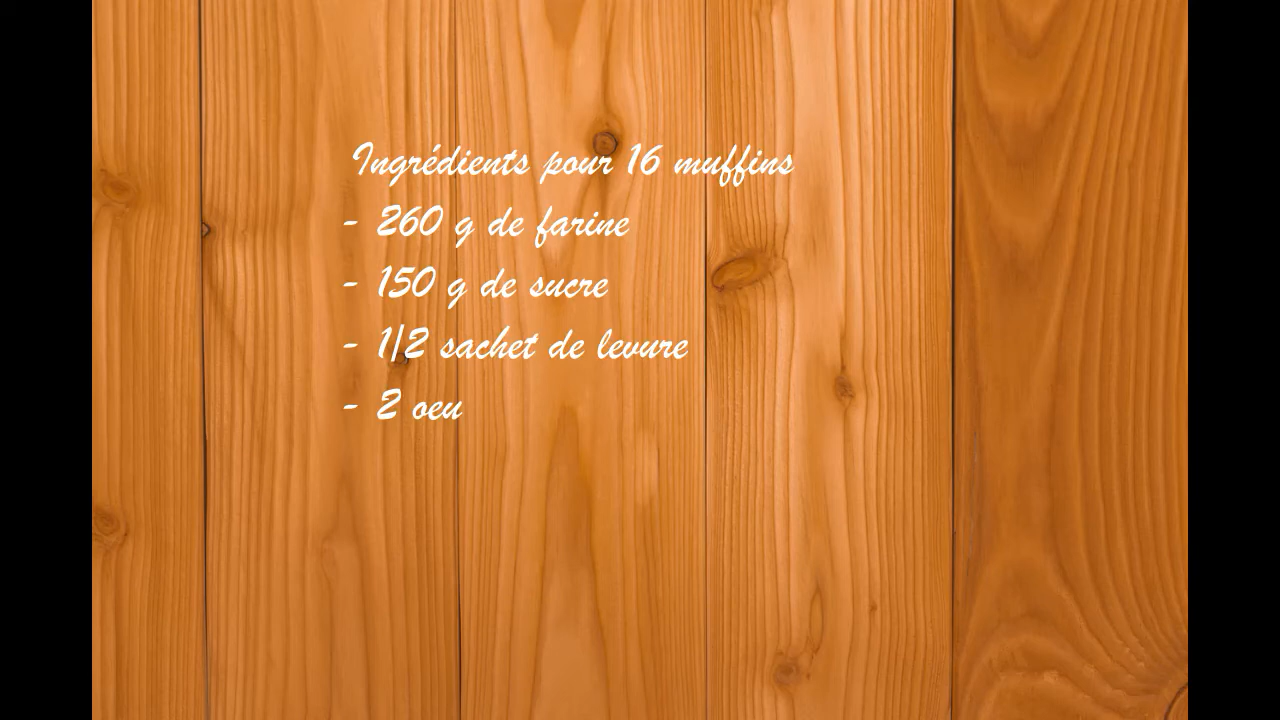 Ingrédients pour 16 muffins
- 260 g de farine
- 150 g de sucre
- 1/2 sachet de levure
- 2 oeu